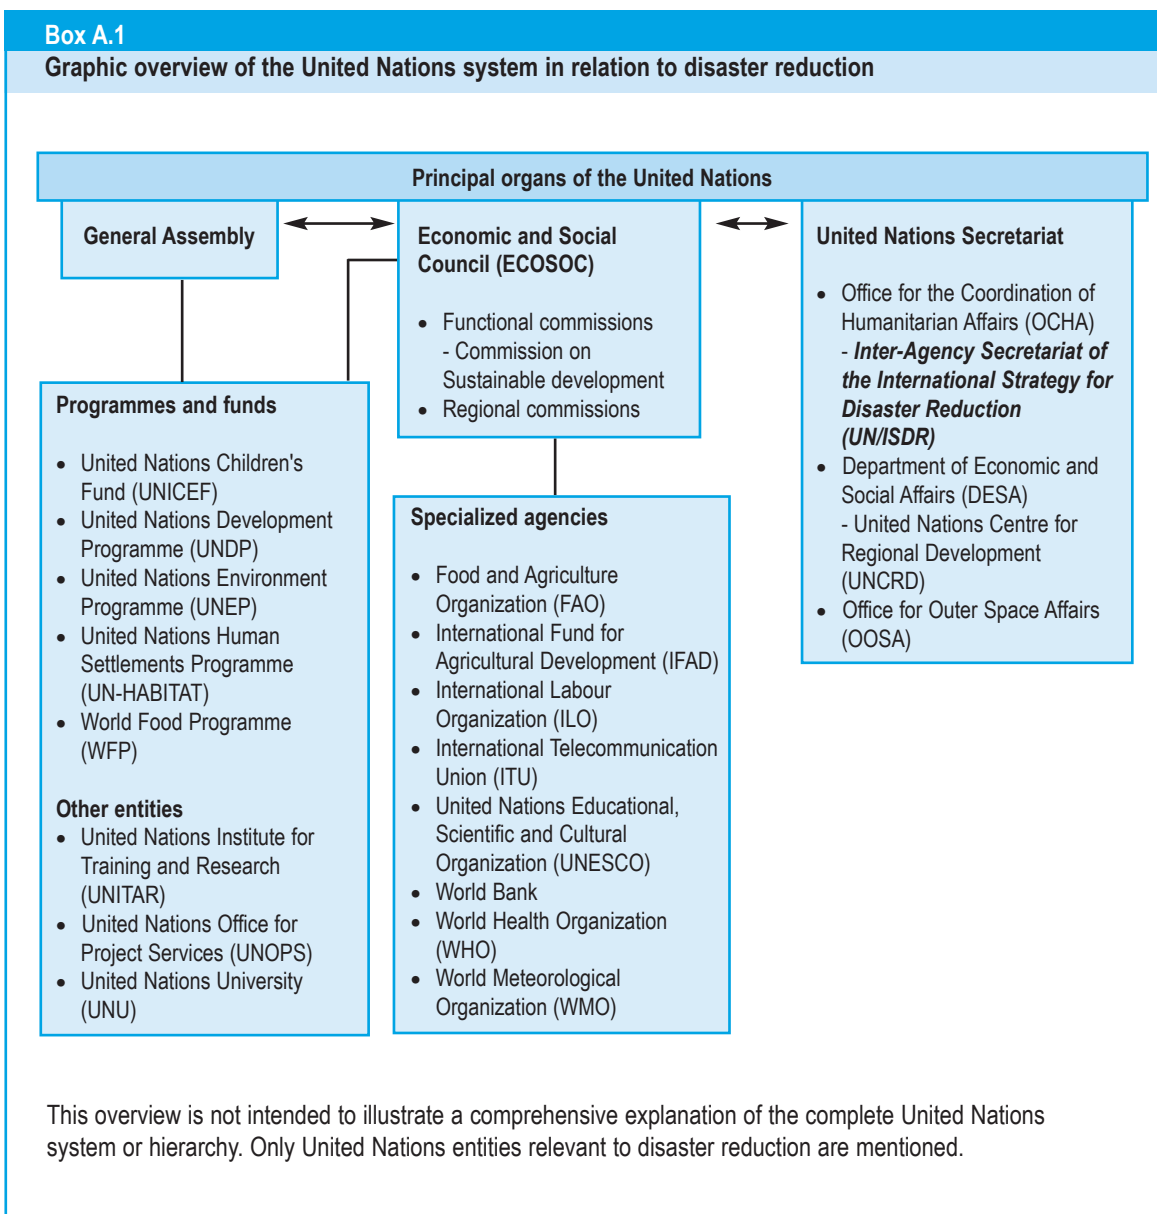 Box A.1
Graphic overview of the United Nations system in relation to disaster reduction
Principal organs of the United Nations
General Assembly
Economic and Social
Council (ECOSOC)
• Functional commissions
- Commission on
Sustainable development
• Regional commissions
United Nations Secretariat
• Office for the Coordination of
Humanitarian Affairs (OCHA)
- Inter-Agency Secretariat of
the International Strategy for
Disaster Reduction
(UN/ISDR)
• Department of Economic and
Social Affairs (DESA)
- United Nations Centre for
Regional Development
(UNCRD)
• Office for Outer Space Affairs
(OOSA)
Programmes and funds
• United Nations Children's
Fund (UNICEF)
• United Nations Development
Programme (UNDP)
• United Nations Environment
Programme (UNEP)
• United Nations Human
Settlements Programme
(UN-HABITAT)
• World Food Programme
(WFP)
Other entities
• United Nations Institute for
Training and Research
(UNITAR)
• United Nations Office for
Project Services (UNOPS)
• United Nations University
(UNU)
Specialized agencies
• Food and Agriculture
Organization (FAO)
• International Fund for
Agricultural Development (IFAD)
• International Labour
Organization (ILO)
• International Telecommunication
Union (ITU)
• United Nations Educational,
Scientific and Cultural
Organization (UNESCO)
• World Bank
• World Health Organization
(WHO)
• World Meteorological
Organization (WMO)
This overview is not intended to illustrate a comprehensive explanation of the complete United Nations
system or hierarchy. Only United Nations entities relevant to disaster reduction are mentioned.